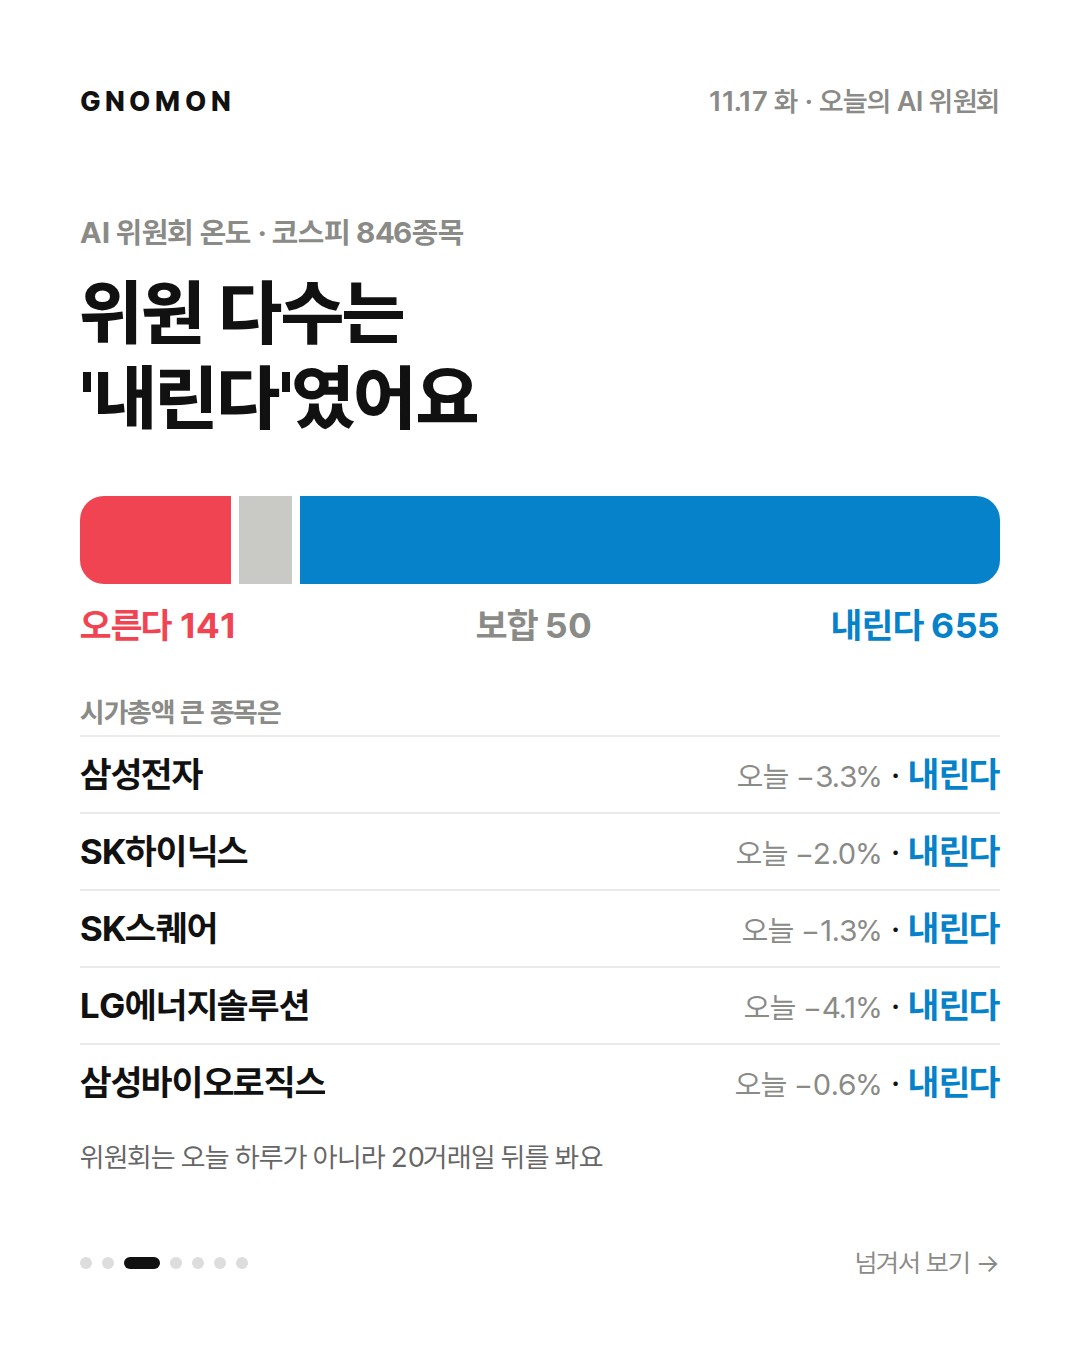 GNOMON
11.17 화 · 오늘의 AI 위원회
AI 위원회 온도 · 코스피 846종목
위원 다수는
'내린다'였어요
오른다 141
보합 50
내린다 655
시가총액 큰 종목은
삼성전자
오늘 −3.3% · 내린다
SK하이닉스
오늘 −2.0% · 내린다
SK스퀘어
오늘 −1.3% · 내린다
LG에너지솔루션
오늘 −4.1% · 내린다
삼성바이오로직스
오늘 −0.6% · 내린다
위원회는 오늘 하루가 아니라 20거래일 뒤를 봐요
넘겨서 보기 →